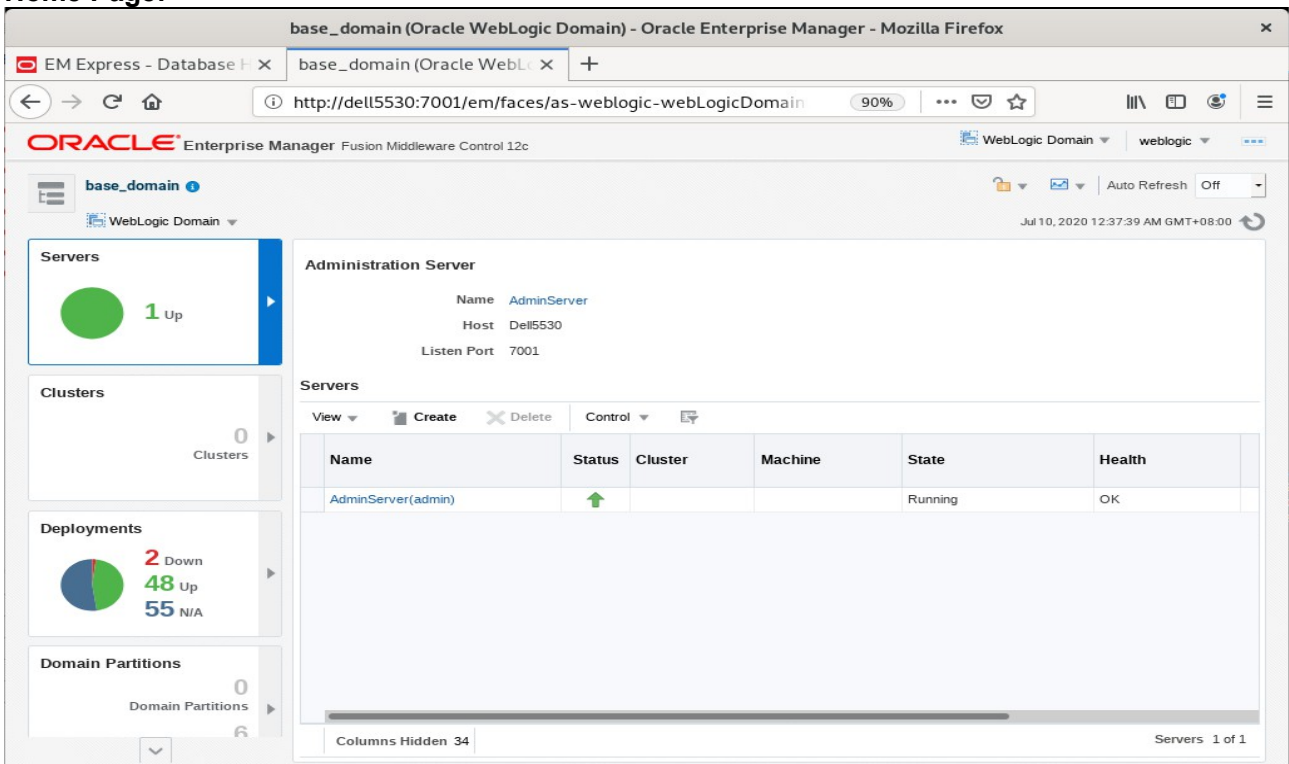 Home Page:
base_domain (Oracle WebLogic Domain) - Oracle Enterprise Manager - Mozilla Firefox ×
EM Express - Database H × base_domain (Oracle WebLo × +
http://dell5530:7001/em/faces/as-weblogic-webLogicDomain 90%
ORACLE Enterprise Manager Fusion Middleware Control 12c WebLogic Domain weblogic
base_domain Auto Refresh Off
WebLogic Domain Jul 10, 2020 12:37:39 AM GMT+08:00
Servers
1 Up
Clusters
0
Clusters
Deployments
2 Down
48 Up
55 N/A
Domain Partitions
0
Domain Partitions
6
Administration Server
Name AdminServer
Host Dell5530
Listen Port 7001
Servers
View Create Delete Control
Name Status Cluster Machine State Health
AdminServer(admin) Running OK
Columns Hidden 34 Servers 1 of 1